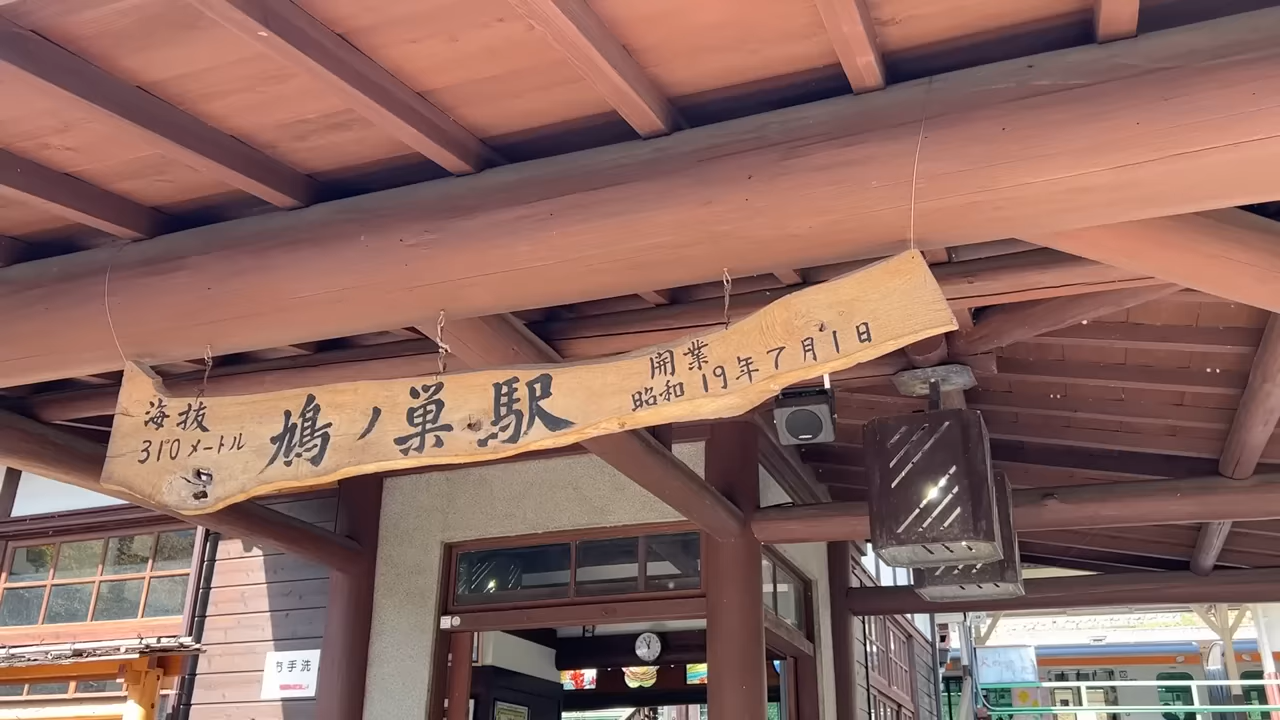 海抜
310メートル
鳩ノ巣駅
開業
昭和19年7月1日
お手洗